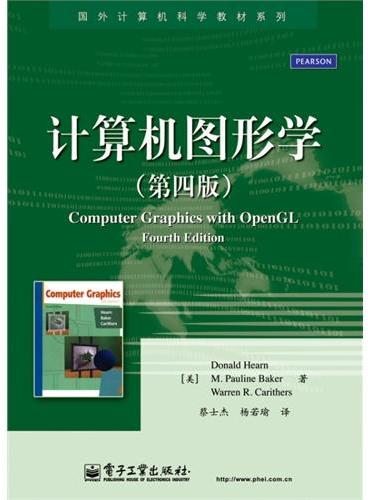 国外计算机科学教材系列
PEARSON
计算机图形学
(第四版)
Computer Graphics with OpenGL
Fourth Edition
Computer Graphics
Hearn
Baker
Carithers
Donald Hearn
[美] M. Pauline Baker 著
Warren R. Carithers
蔡士杰 杨若瑜 译
电子工业出版社
PUBLISHING HOUSE OF ELECTRONICS INDUSTRY
http://www.phei.com.cn